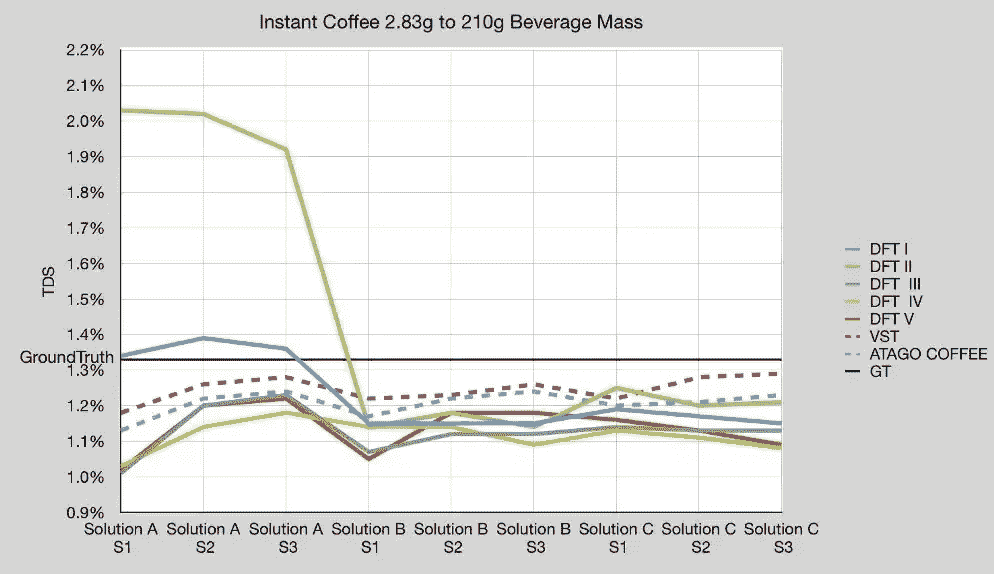 Instant Coffee 2.83g to 210g Beverage Mass
2.2%
2.1%
2.0%
1.9%
1.8%
1.7%
1.6%
1.5%
1.4%
GroundTruth
1.3%
1.2%
1.1%
1.0%
0.9%
TDS
Solution A Solution A Solution A Solution B Solution B Solution B Solution C Solution C Solution C
S1 S2 S3 S1 S2 S3 S1 S2 S3
DFT I
DFT II
DFT III
DFT IV
DFT V
VST
ATAGO COFFEE
GT